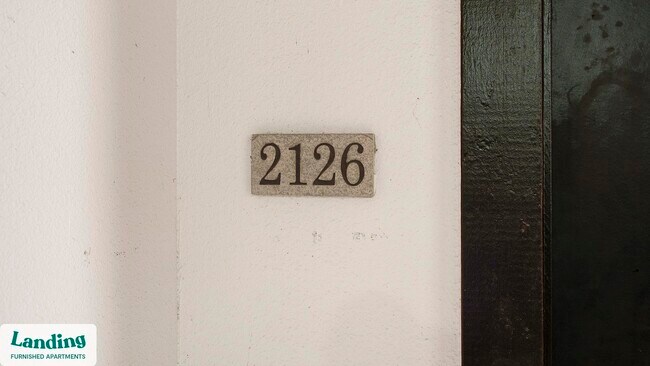 2126
Landing
FURNISHED APARTMENTS